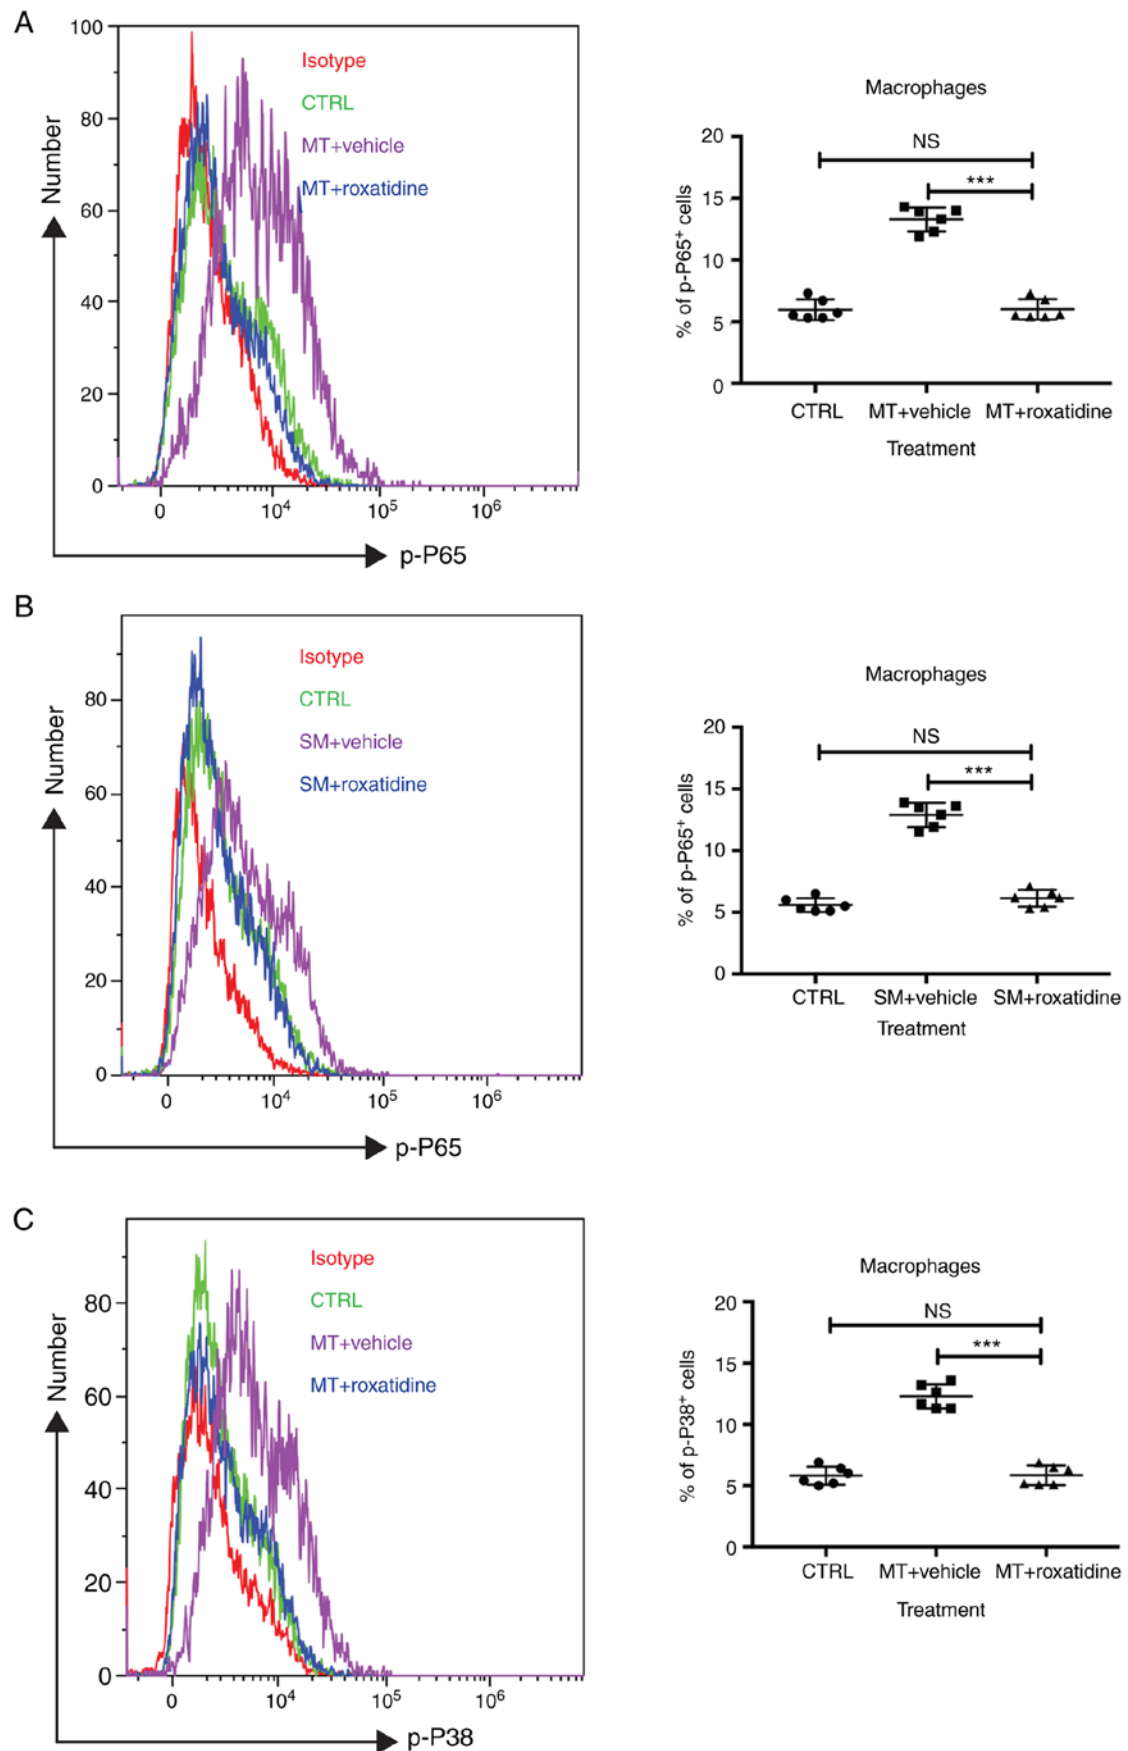 A
100
80
60
40
20
0
Number
Isotype
CTRL
MT+vehicle
MT+roxatidine
0
10⁴
10⁵
10⁶
p-P65
Macrophages
20
15
10
5
0
% of p-P65⁺ cells
NS
***
CTRL
MT+vehicle
MT+roxatidine
Treatment
B
80
60
40
20
0
Number
Isotype
CTRL
SM+vehicle
SM+roxatidine
0
10⁴
10⁵
10⁶
p-P65
Macrophages
20
15
10
5
0
% of p-P65⁺ cells
NS
***
CTRL
SM+vehicle
SM+roxatidine
Treatment
C
80
60
40
20
0
Number
Isotype
CTRL
MT+vehicle
MT+roxatidine
0
10⁴
10⁵
10⁶
p-P38
Macrophages
20
15
10
5
0
% of p-P38⁺ cells
NS
***
CTRL
MT+vehicle
MT+roxatidine
Treatment